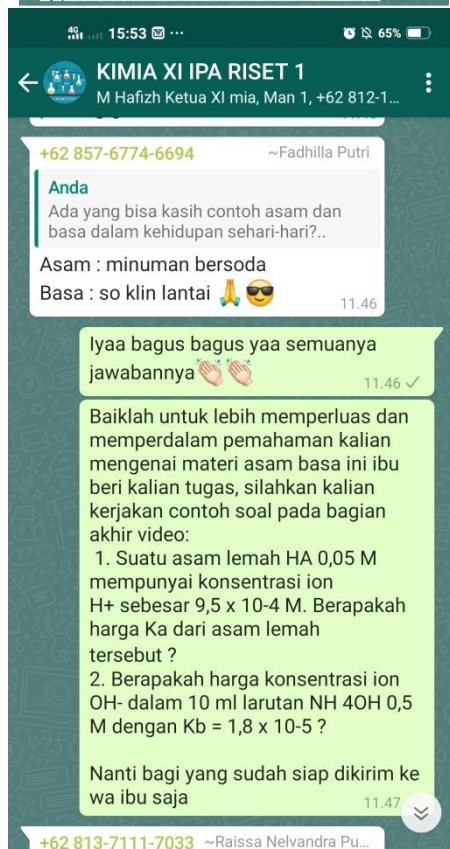 4G 15:53 ... 65%
KIMIA XI IPA RISET 1
M Hafizh Ketua XI mia, Man 1, +62 812-1...
+62 857-6774-6694 ~Fadhilla Putri
Anda
Ada yang bisa kasih contoh asam dan
basa dalam kehidupan sehari-hari?..
Asam : minuman bersoda
Basa : so klin lantai 🙏😎
11.46
Iyaa bagus bagus yaa semuanya
jawabannya👏🏻👏🏻
11.46 ✓
Baiklah untuk lebih memperluas dan
memperdalam pemahaman kalian
mengenai materi asam basa ini ibu
beri kalian tugas, silahkan kalian
kerjakan contoh soal pada bagian
akhir video:
1. Suatu asam lemah HA 0,05 M
mempunyai konsentrasi ion
H+ sebesar 9,5 x 10-4 M. Berapakah
harga Ka dari asam lemah
tersebut ?
2. Berapakah harga konsentrasi ion
OH- dalam 10 ml larutan NH 4OH 0,5
M dengan Kb = 1,8 x 10-5 ?
Nanti bagi yang sudah siap dikirim ke
wa ibu saja
11.47
+62 813-7111-7033 ~Raissa Nelvandra Pu...